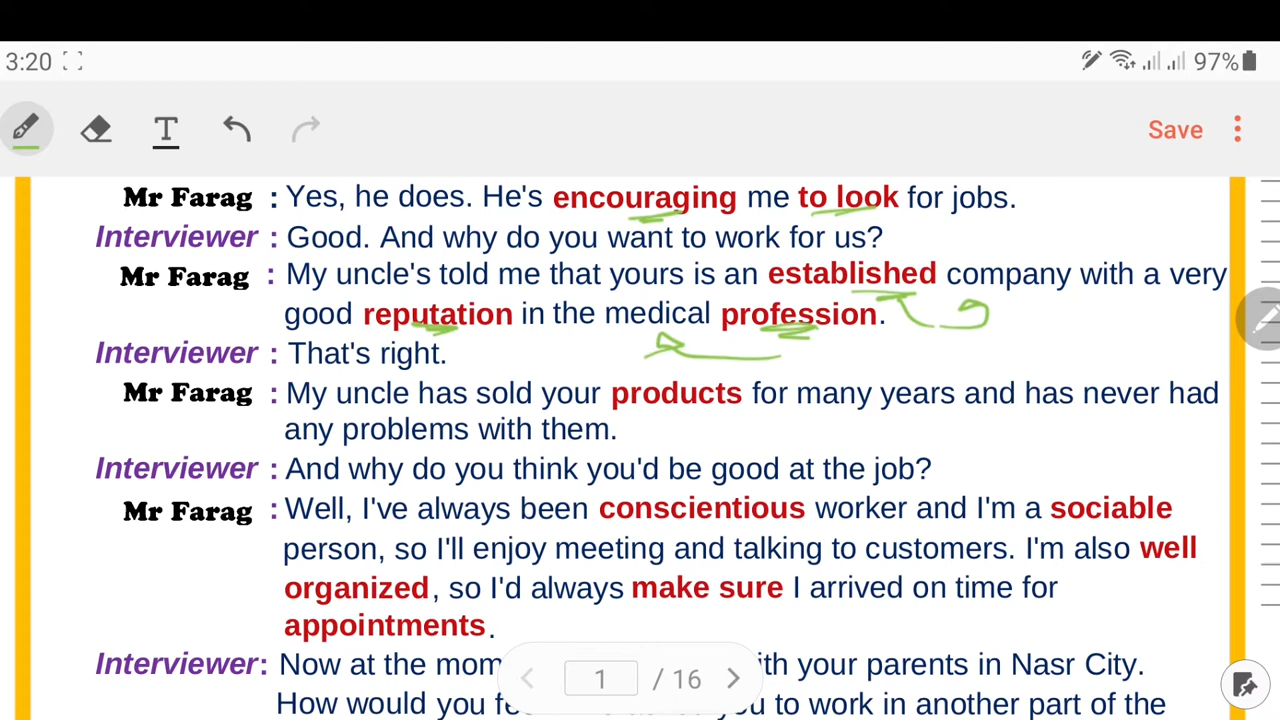 3:20 97%
T Save
Mr Farag : Yes, he does. He's encouraging me to look for jobs.
Interviewer : Good. And why do you want to work for us?
Mr Farag : My uncle's told me that yours is an established company with a very
good reputation in the medical profession.
Interviewer : That's right.
Mr Farag : My uncle has sold your products for many years and has never had
any problems with them.
Interviewer : And why do you think you'd be good at the job?
Mr Farag : Well, I've always been conscientious worker and I'm a sociable
person, so I'll enjoy meeting and talking to customers. I'm also well
organized, so I'd always make sure I arrived on time for
appointments.
Interviewer: Now at the mom ith your parents in Nasr City.
How would you fe you to work in another part of the
1 / 16